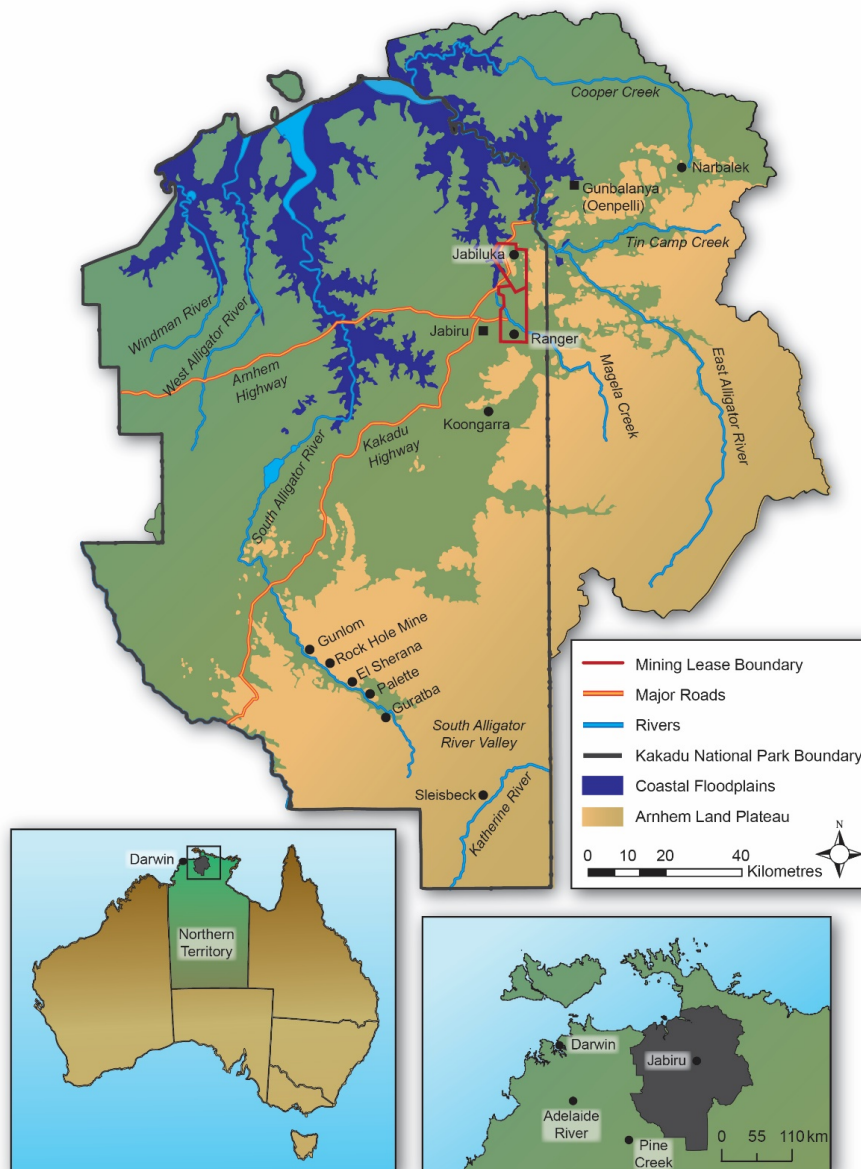 Cooper Creek
Narbalek
Gunbalanya
(Oenpelli)
Tin Camp Creek
Jabiluka
Windman River
West Alligator River
Arnhem
Highway
Jabiru
Ranger
Magela Creek
East Alligator River
Koongarra
Kakadu
Highway
South Alligator River
Gunlom
Rock Hole Mine
El Sherana
Palette
Guratba
South Alligator
River Valley
Sleisbeck
Katherine River
Mining Lease Boundary
Major Roads
Rivers
Kakadu National Park Boundary
Coastal Floodplains
Arnhem Land Plateau
N
0 10 20 40
Kilometres
Darwin
Northern
Territory
Darwin
Jabiru
Adelaide
River
Pine
Creek
0 55 110 km